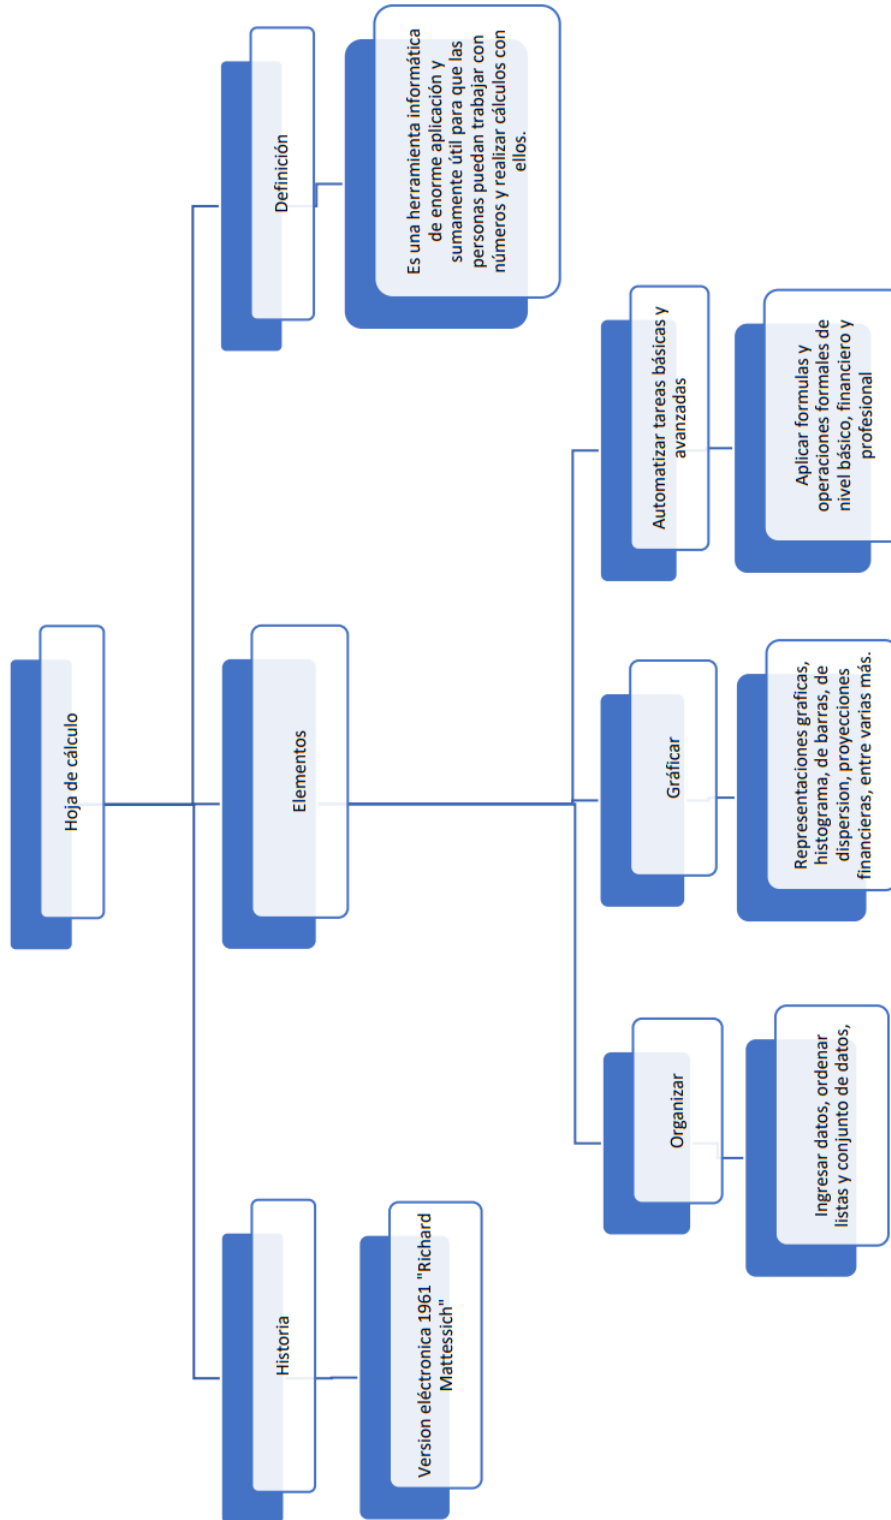 Hoja de cálculo
Historia
Version eléctronica 1961 "Richard
Mattessich"
Elementos
Organizar
Ingresar datos, ordenar
listas y conjunto de datos,
Gráficar
Representaciones graficas,
histograma, de barras, de
dispersion, proyecciones
financieras, entre varias más.
Automatizar tareas básicas y
avanzadas
Aplicar formulas y
operaciones formales de
nivel básico, financiero y
profesional
Definición
Es una herramienta informática
de enorme aplicación y
sumamente útil para que las
personas puedan trabajar con
números y realizar cálculos con
ellos.